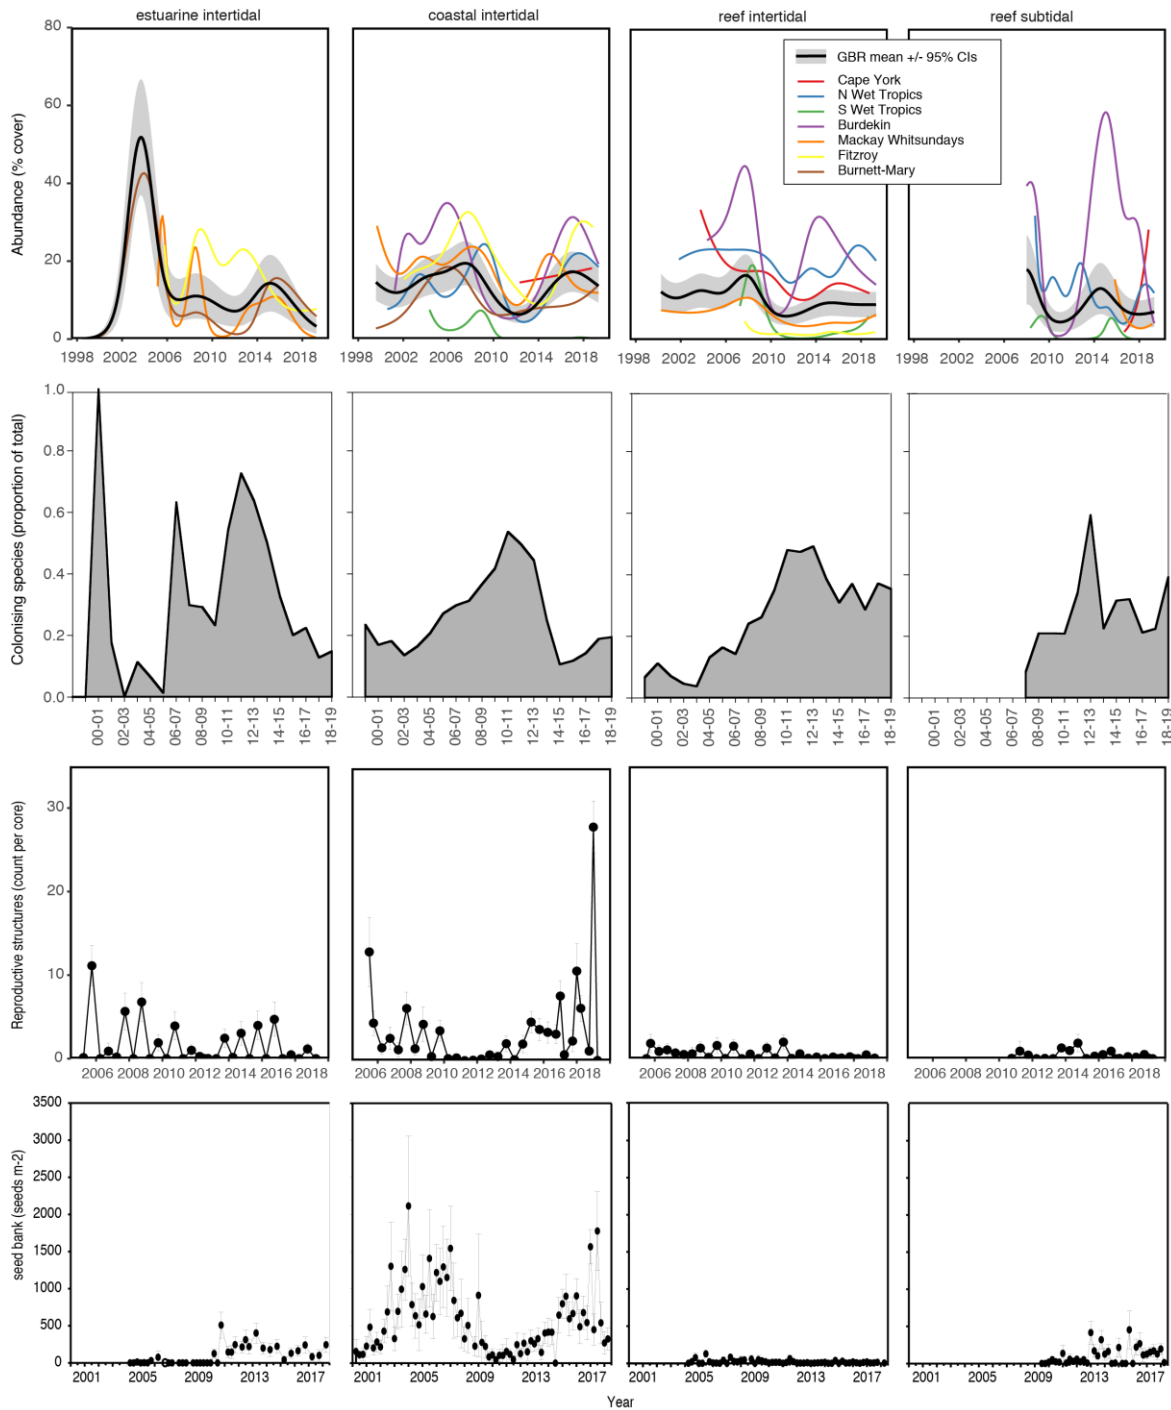 estuarine intertidal coastal intertidal reef intertidal reef subtidal
80
60
40
20
0
Abundance (% cover)
GBR mean +/- 95% CIs
Cape York
N Wet Tropics
S Wet Tropics
Burdekin
Mackay Whitsundays
Fitzroy
Burnett-Mary
1998 2002 2006 2010 2014 2018 1998 2002 2006 2010 2014 2018 1998 2002 2006 2010 2014 2018 1998 2002 2006 2010 2014 2018
1.0
0.8
0.6
0.4
0.2
0.0
Colonising species (proportion of total)
00-01 02-03 04-05 06-07 08-09 10-11 12-13 14-15 16-17 18-19 00-01 02-03 04-05 06-07 08-09 10-11 12-13 14-15 16-17 18-19 00-01 02-03 04-05 06-07 08-09 10-11 12-13 14-15 16-17 18-19 00-01 02-03 04-05 06-07 08-09 10-11 12-13 14-15 16-17 18-19
30
20
10
0
Reproductive structures (count per core)
2006 2008 2010 2012 2014 2016 2018 2006 2008 2010 2012 2014 2016 2018 2006 2008 2010 2012 2014 2016 2018 2006 2008 2010 2012 2014 2016 2018
3500
3000
2500
2000
1500
1000
500
0
seed bank (seeds m-2)
2001 2005 2009 2013 2017 2001 2005 2009 2013 2017 2001 2005 2009 2013 2017 2001 2005 2009 2013 2017
Year